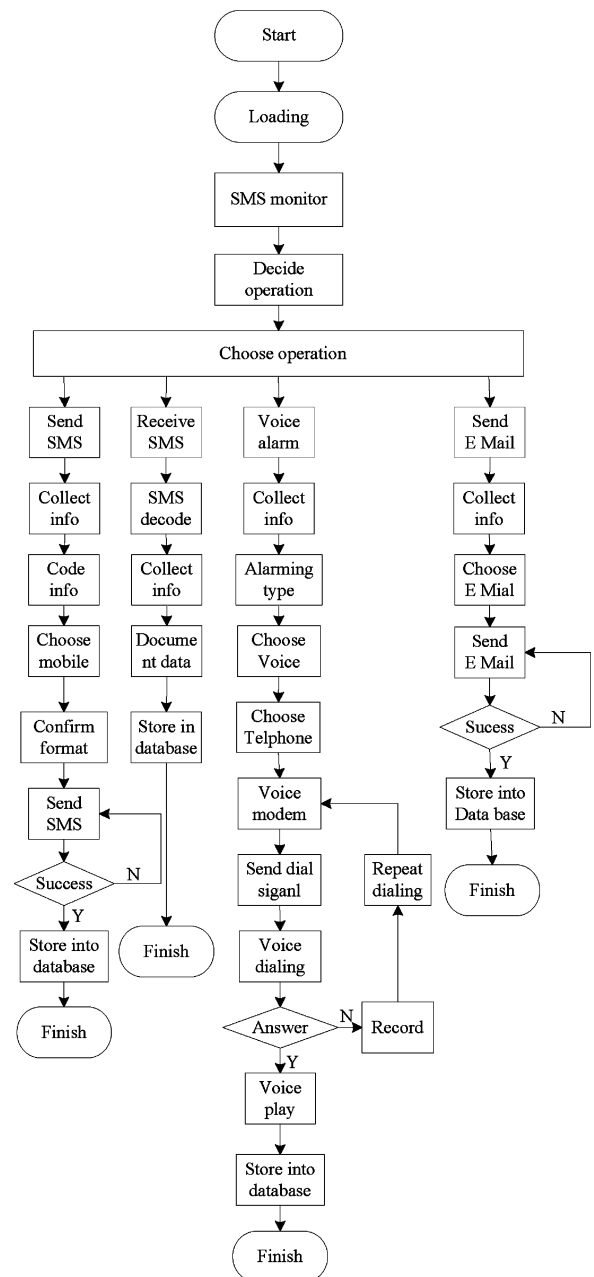 Start
Loading
SMS monitor
Decide
operation
Choose operation
Send
SMS
Collect
info
Code
info
Choose
mobile
Confirm
format
Send
SMS
Success
N
Y
Store into
database
Finish
Receive
SMS
SMS
decode
Collect
info
Docume
nt data
Store in
database
Finish
Voice
alarm
Collect
info
Alarming
type
Choose
Voice
Choose
Telphone
Voice
modem
Send dial
siganl
Voice
dialing
Answer
N
Record
Repeat
dialing
Y
Voice
play
Store into
database
Finish
Send
E Mail
Collect
info
Choose
E Mial
Send
E Mail
Sucess
N
Y
Store into
Data base
Finish